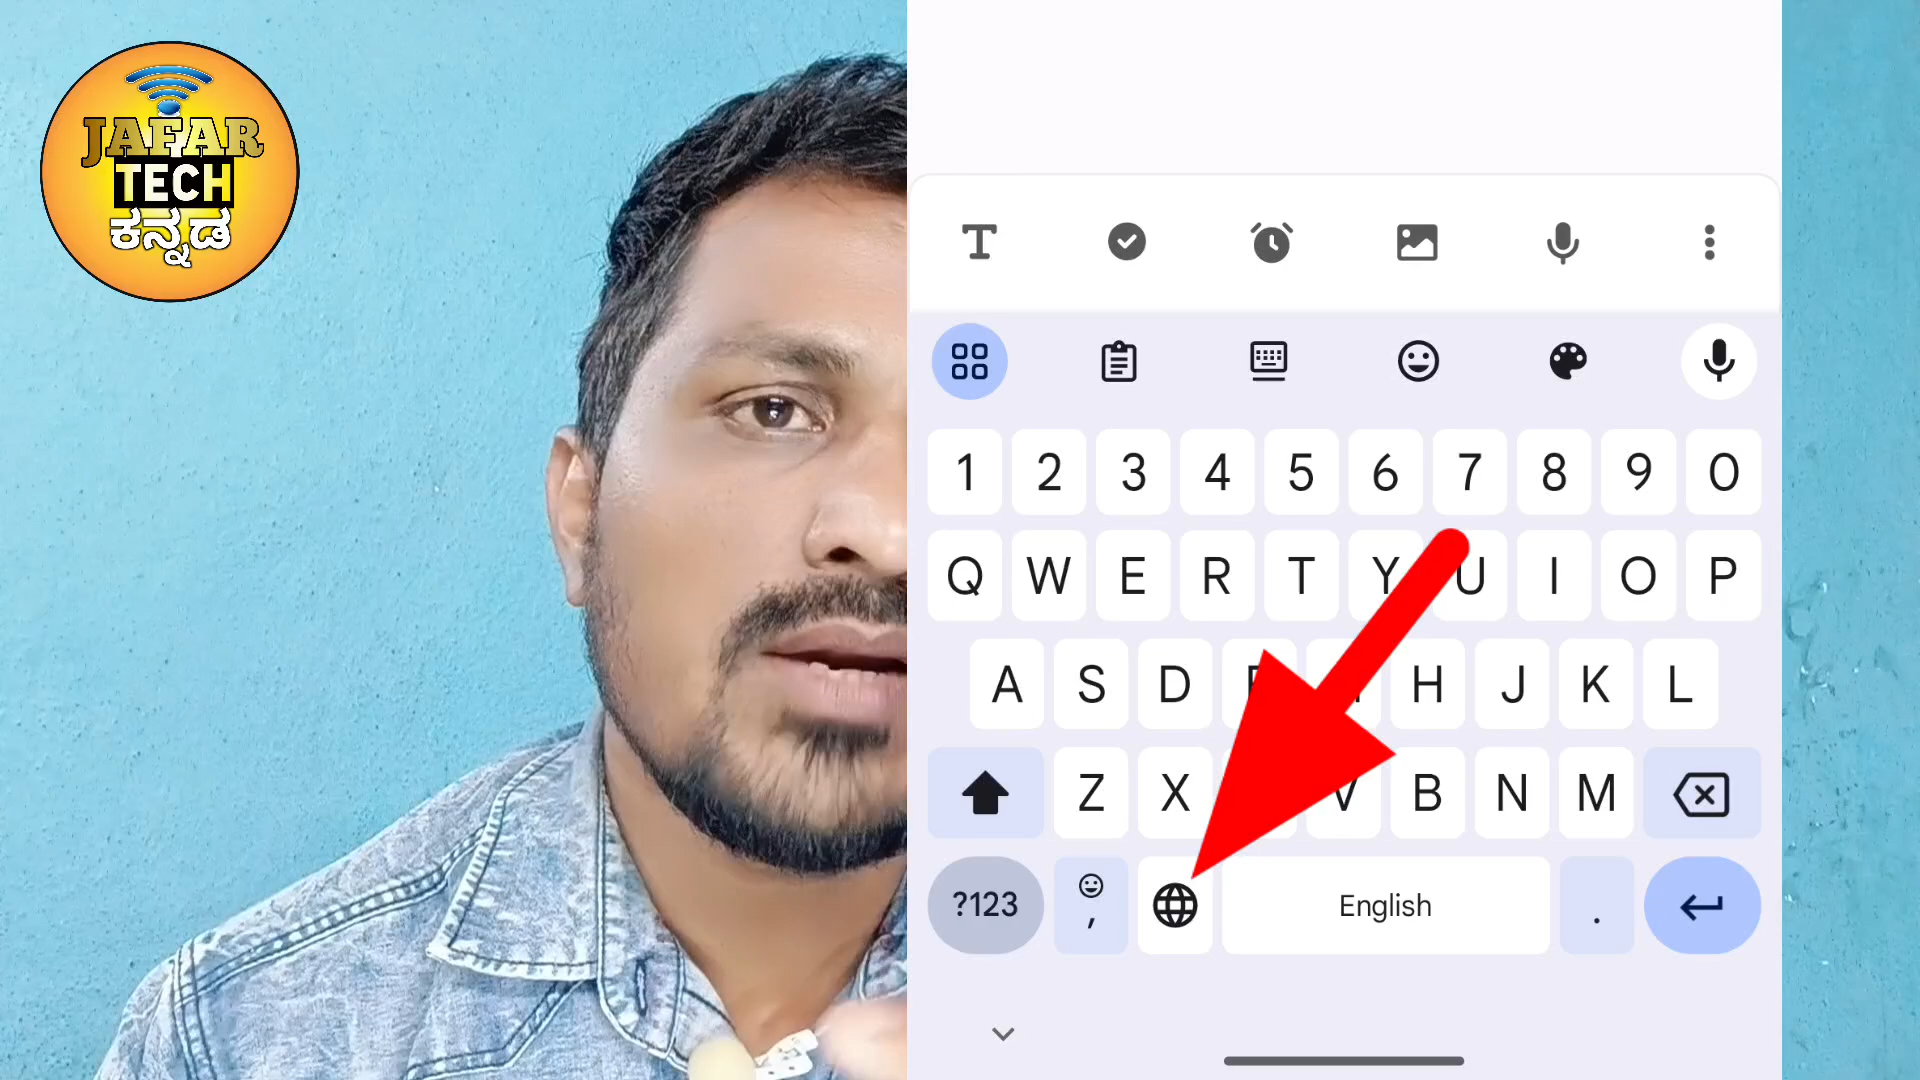 JAFAR
TECH
ಕನ್ನಡ
1 2 3 4 5 6 7 8 9 0
Q W E R T Y U I O P
A S D H J K L
Z X V B N M
?123 , English .